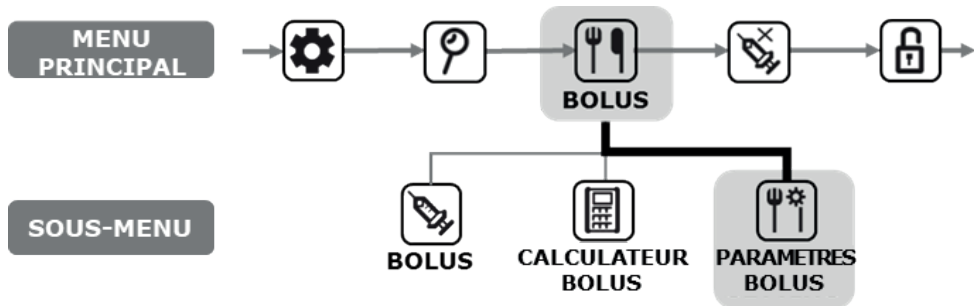 MENU
PRINCIPAL
BOLUS
SOUS-MENU
BOLUS
CALCULATEUR
BOLUS
PARAMETRES
BOLUS